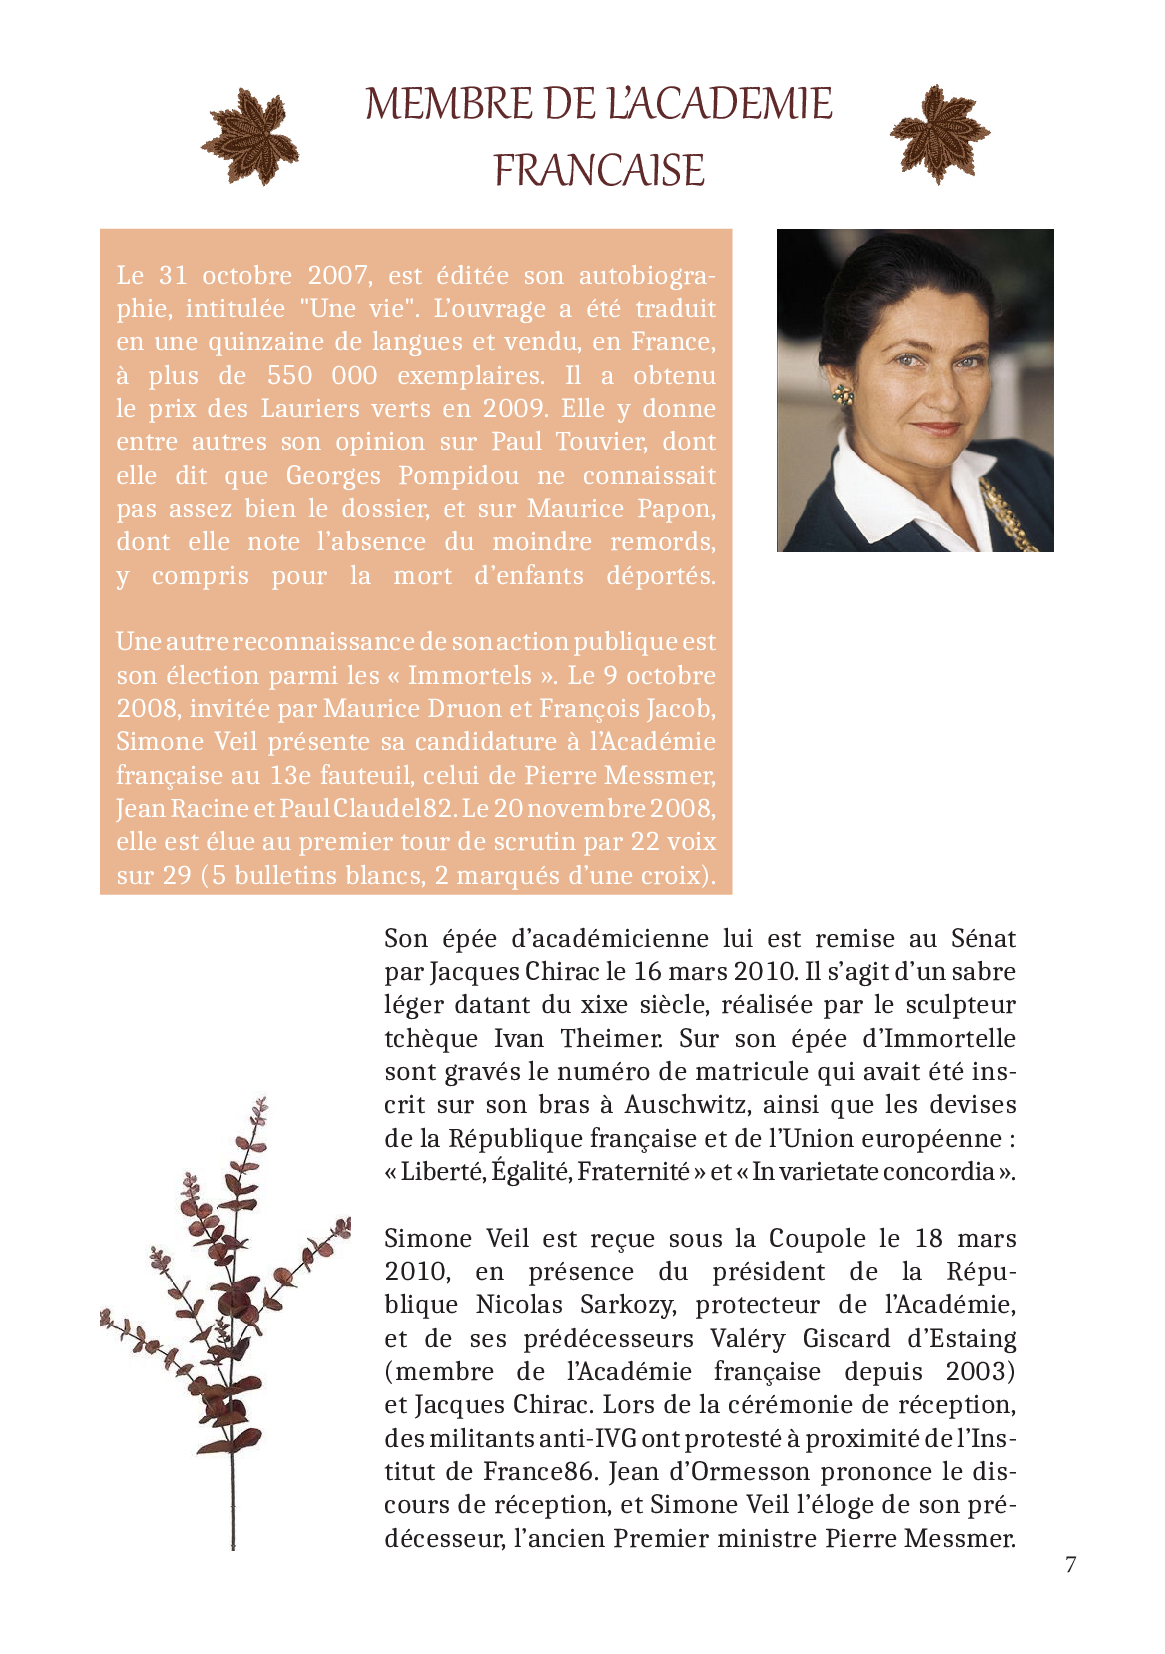 MEMBRE DE L’ACADEMIE
FRANCAISE
Le 31 octobre 2007, est éditée son autobiogra-
phie, intitulée "Une vie". L’ouvrage a été traduit
en une quinzaine de langues et vendu, en France,
à plus de 550 000 exemplaires. Il a obtenu
le prix des Lauriers verts en 2009. Elle y donne
entre autres son opinion sur Paul Touvier, dont
elle dit que Georges Pompidou ne connaissait
pas assez bien le dossier, et sur Maurice Papon,
dont elle note l’absence du moindre remords,
y compris pour la mort d’enfants déportés.
Une autre reconnaissance de son action publique est
son élection parmi les « Immortels ». Le 9 octobre
2008, invitée par Maurice Druon et François Jacob,
Simone Veil présente sa candidature à l’Académie
française au 13e fauteuil, celui de Pierre Messmer,
Jean Racine et Paul Claudel82. Le 20 novembre 2008,
elle est élue au premier tour de scrutin par 22 voix
sur 29 (5 bulletins blancs, 2 marqués d’une croix).
Son épée d’académicienne lui est remise au Sénat
par Jacques Chirac le 16 mars 2010. Il s’agit d’un sabre
léger datant du xixe siècle, réalisée par le sculpteur
tchèque Ivan Theimer. Sur son épée d’Immortelle
sont gravés le numéro de matricule qui avait été ins-
crit sur son bras à Auschwitz, ainsi que les devises
de la République française et de l’Union européenne :
« Liberté, Égalité, Fraternité » et « In varietate concordia ».
Simone Veil est reçue sous la Coupole le 18 mars
2010, en présence du président de la Répu-
blique Nicolas Sarkozy, protecteur de l’Académie,
et de ses prédécesseurs Valéry Giscard d’Estaing
(membre de l’Académie française depuis 2003)
et Jacques Chirac. Lors de la cérémonie de réception,
des militants anti-IVG ont protesté à proximité de l’Ins-
titut de France86. Jean d’Ormesson prononce le dis-
cours de réception, et Simone Veil l’éloge de son pré-
décesseur, l’ancien Premier ministre Pierre Messmer.
7